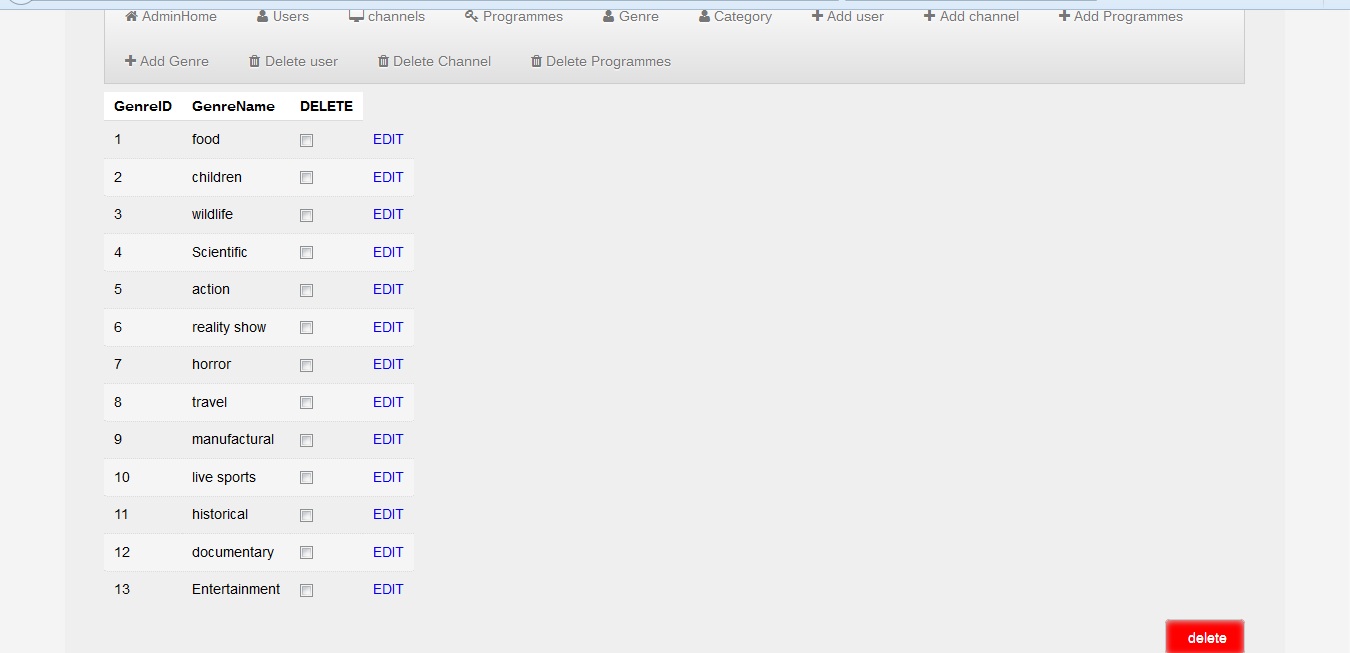 AdminHome Users channels Programmes Genre Category Add user Add channel Add Programmes
Add Genre Delete user Delete Channel Delete Programmes
GenreID GenreName DELETE
1 food EDIT
2 children EDIT
3 wildlife EDIT
4 Scientific EDIT
5 action EDIT
6 reality show EDIT
7 horror EDIT
8 travel EDIT
9 manufactural EDIT
10 live sports EDIT
11 historical EDIT
12 documentary EDIT
13 Entertainment EDIT
delete